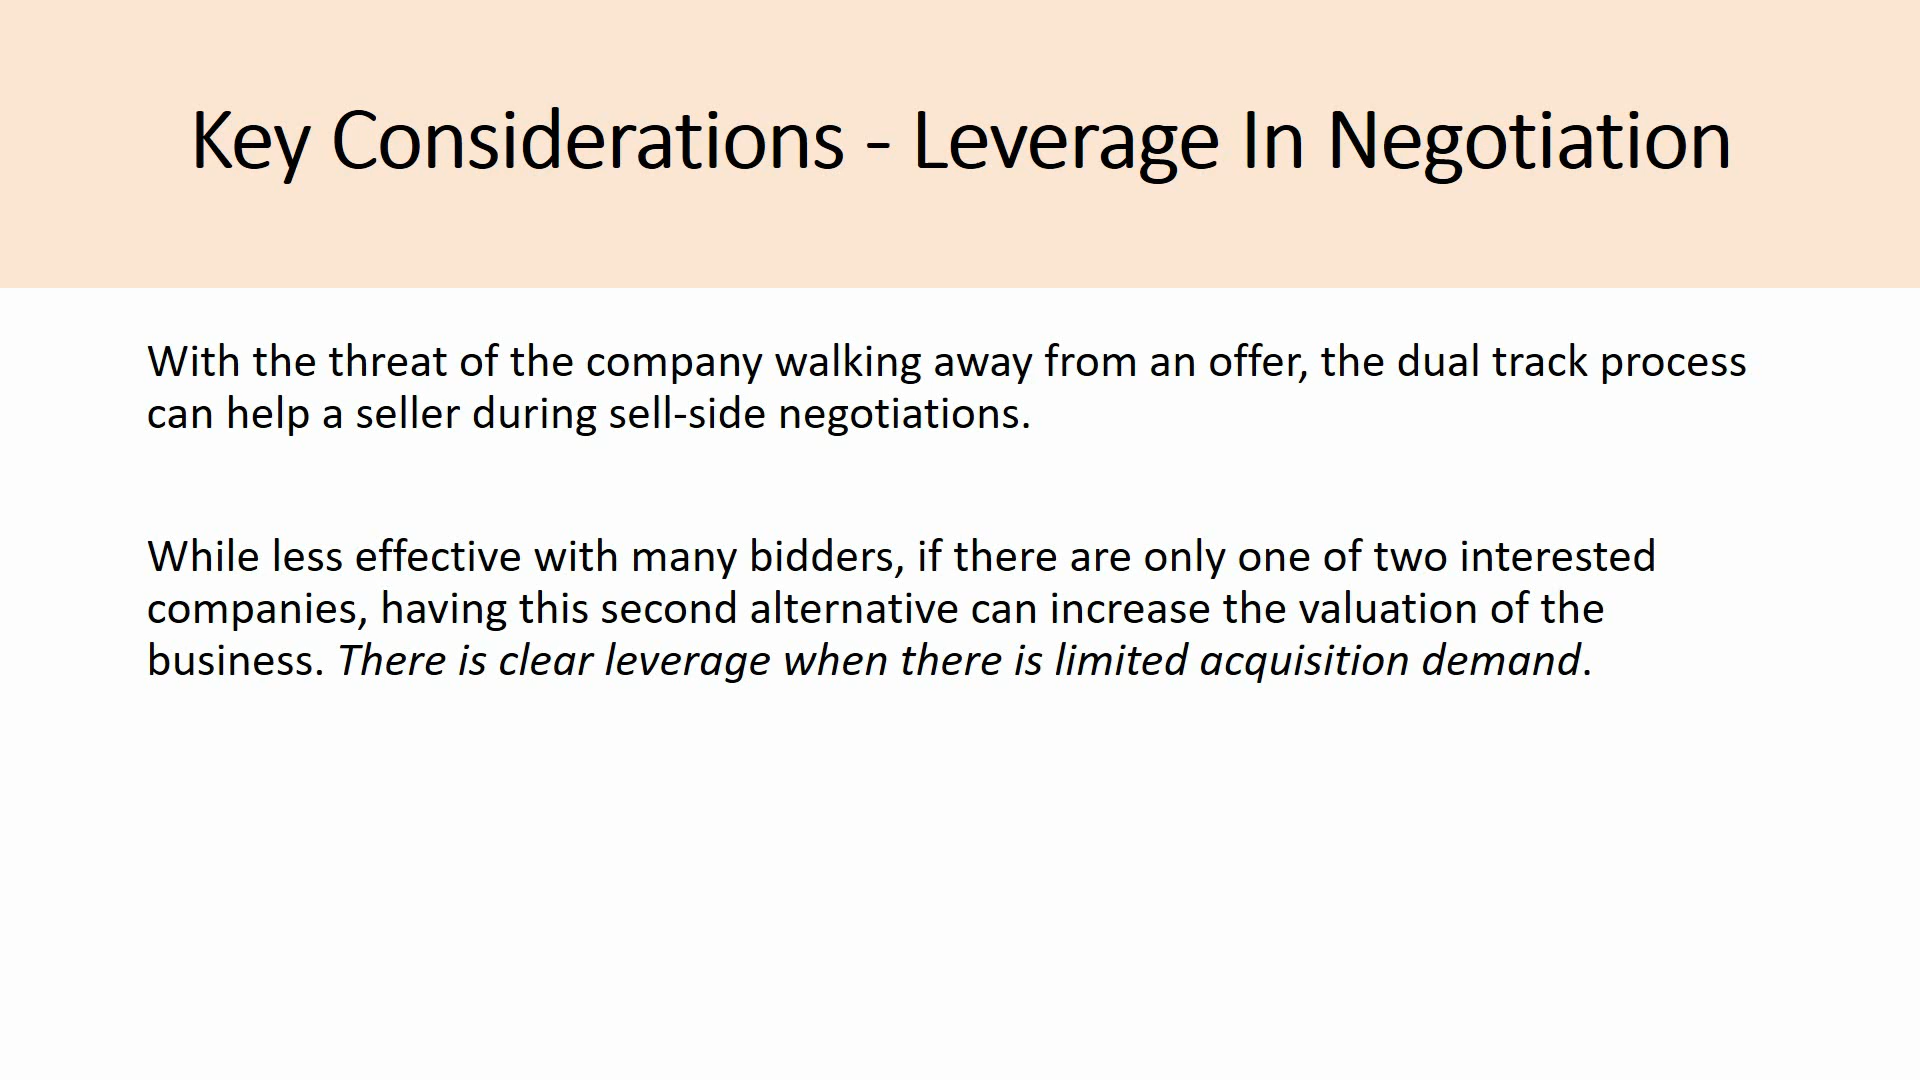 Key Considerations - Leverage In Negotiation
With the threat of the company walking away from an offer, the dual track process
can help a seller during sell-side negotiations.
While less effective with many bidders, if there are only one of two interested
companies, having this second alternative can increase the valuation of the
business. There is clear leverage when there is limited acquisition demand.